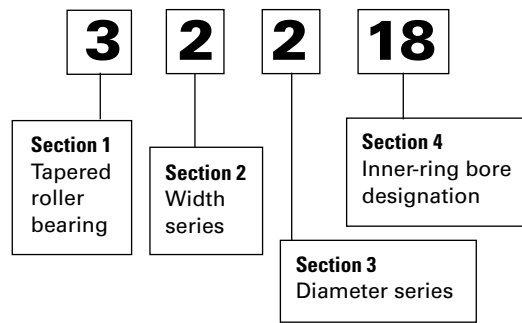 3 2 2 18
Section 1
Tapered
roller
bearing
Section 2
Width
series
Section 3
Diameter series
Section 4
Inner-ring bore
designation